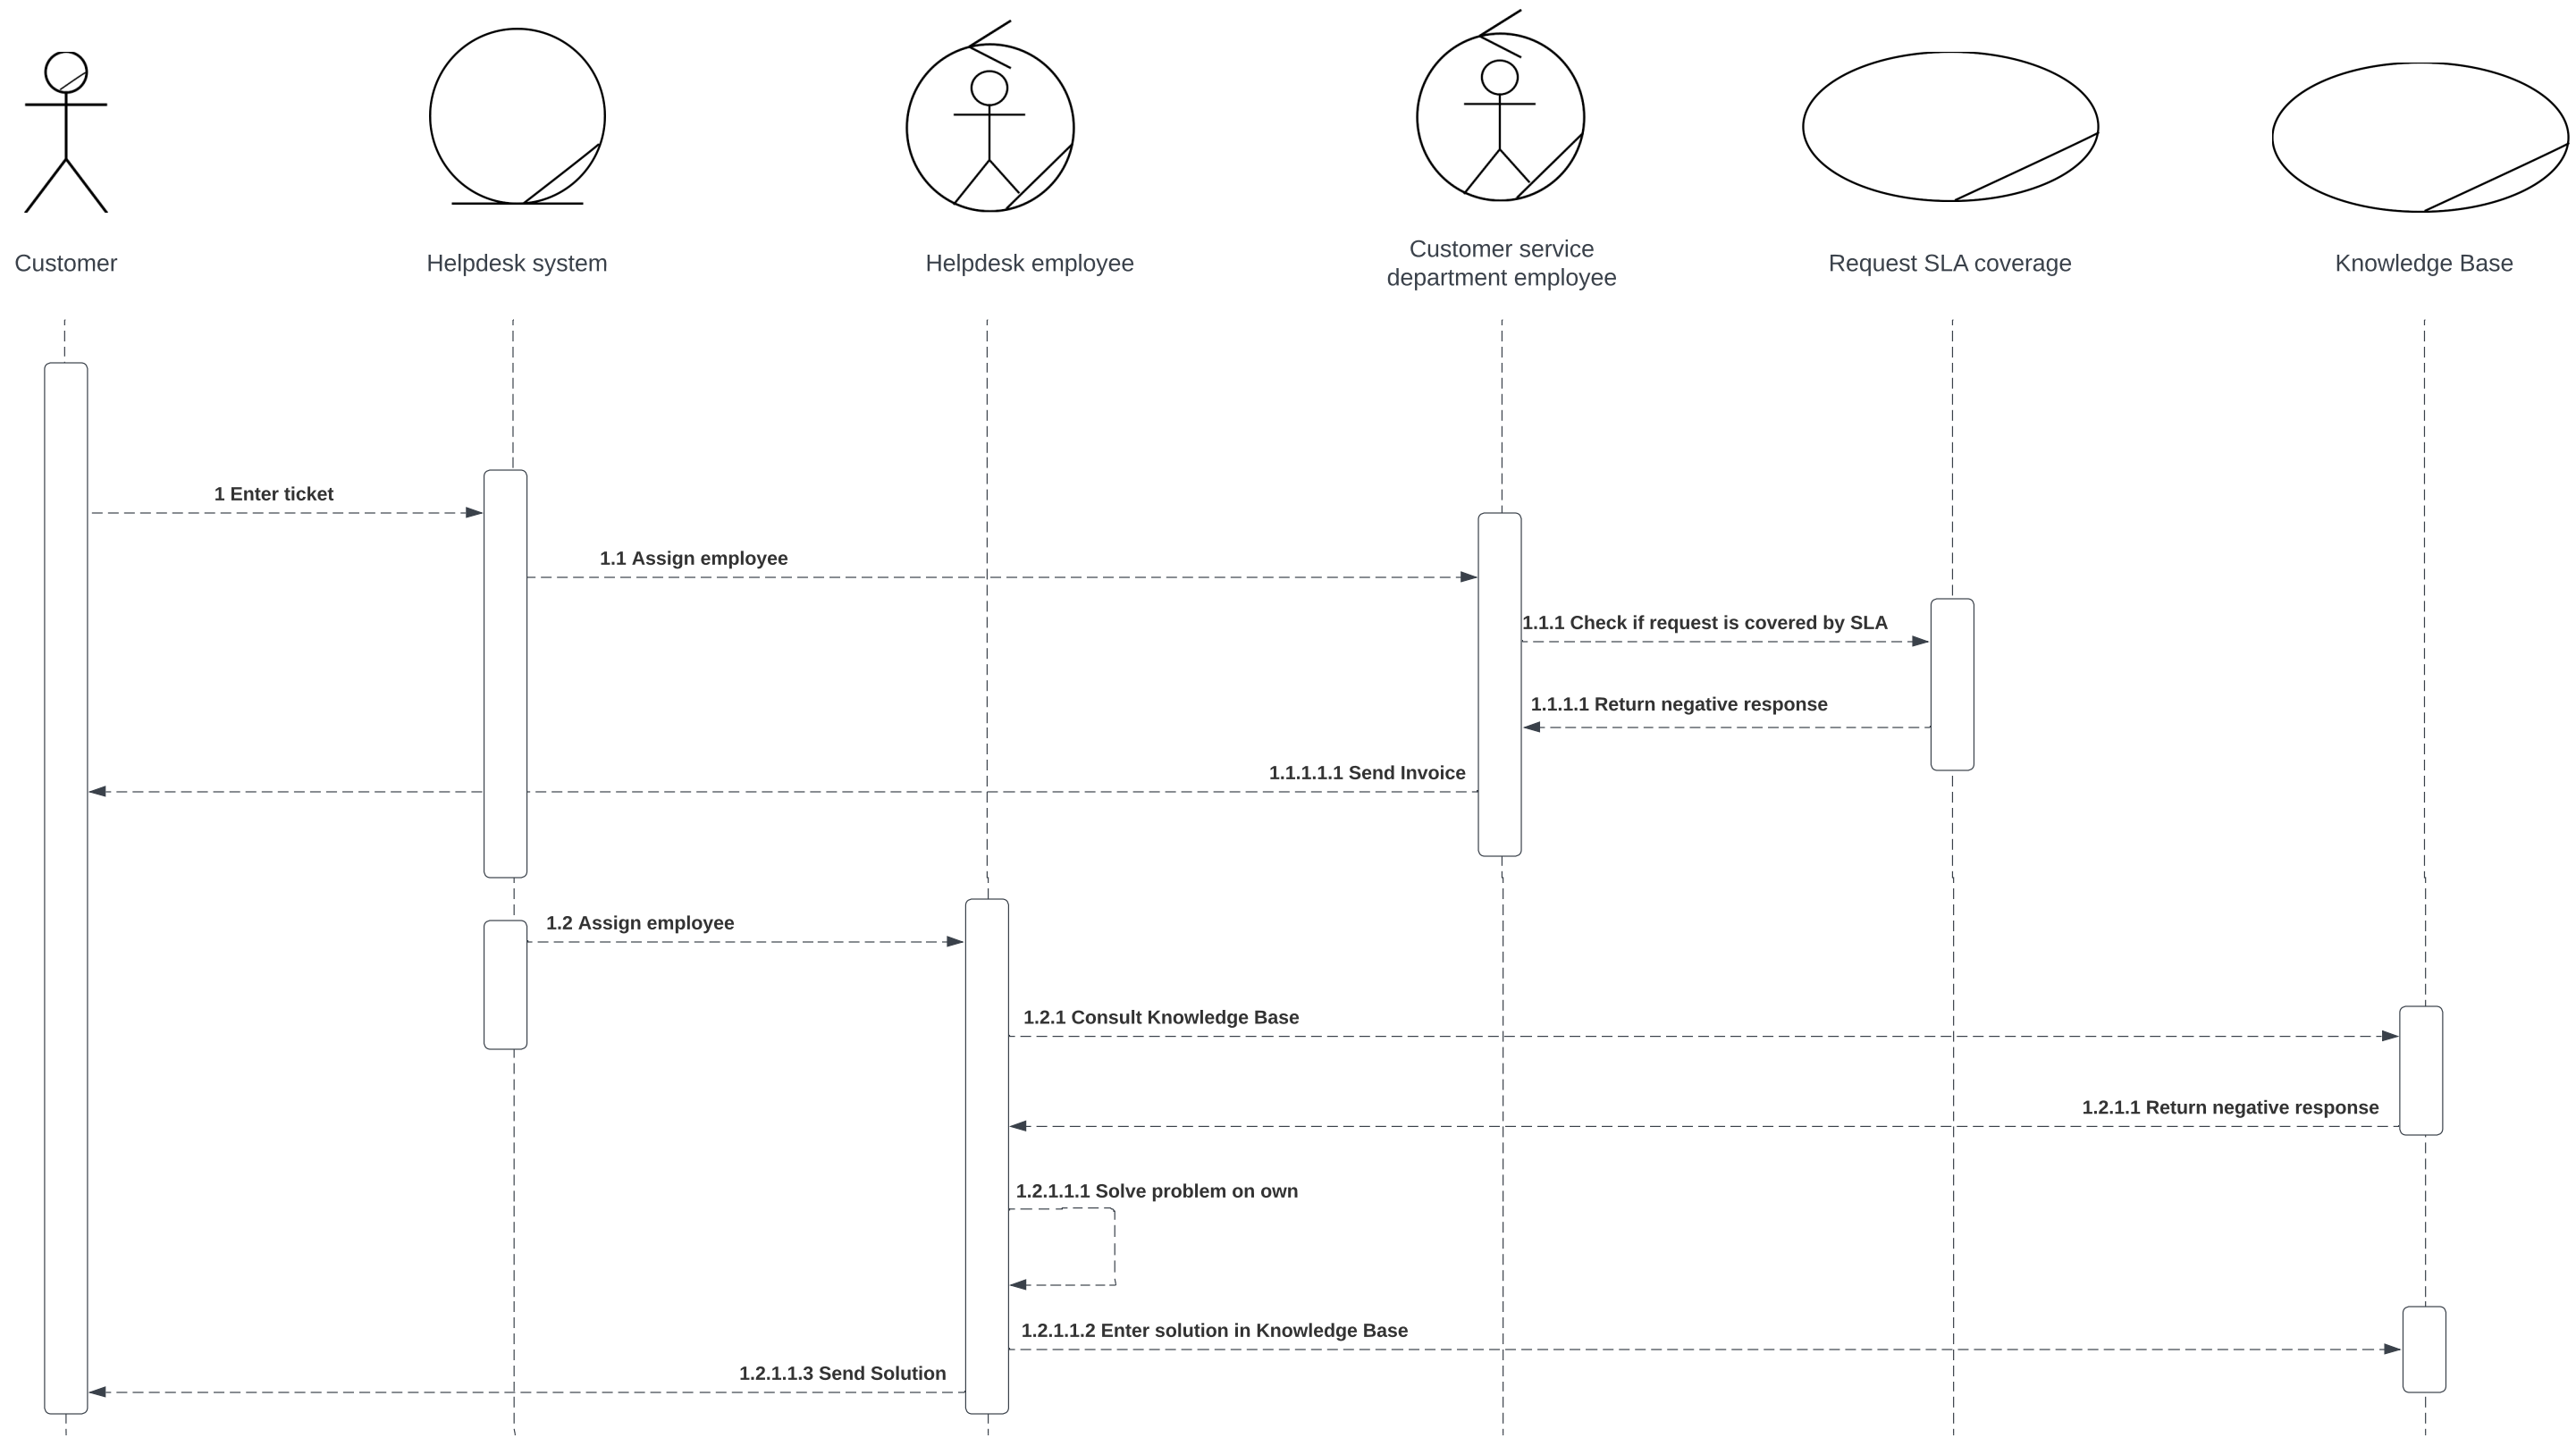 Customer
Helpdesk system
Helpdesk employee
Customer service
department employee
Request SLA coverage
Knowledge Base
1 Enter ticket
1.1 Assign employee
1.1.1 Check if request is covered by SLA
1.1.1.1 Return negative response
1.1.1.1.1 Send Invoice
1.2 Assign employee
1.2.1 Consult Knowledge Base
1.2.1.1 Return negative response
1.2.1.1.1 Solve problem on own
1.2.1.1.2 Enter solution in Knowledge Base
1.2.1.1.3 Send Solution